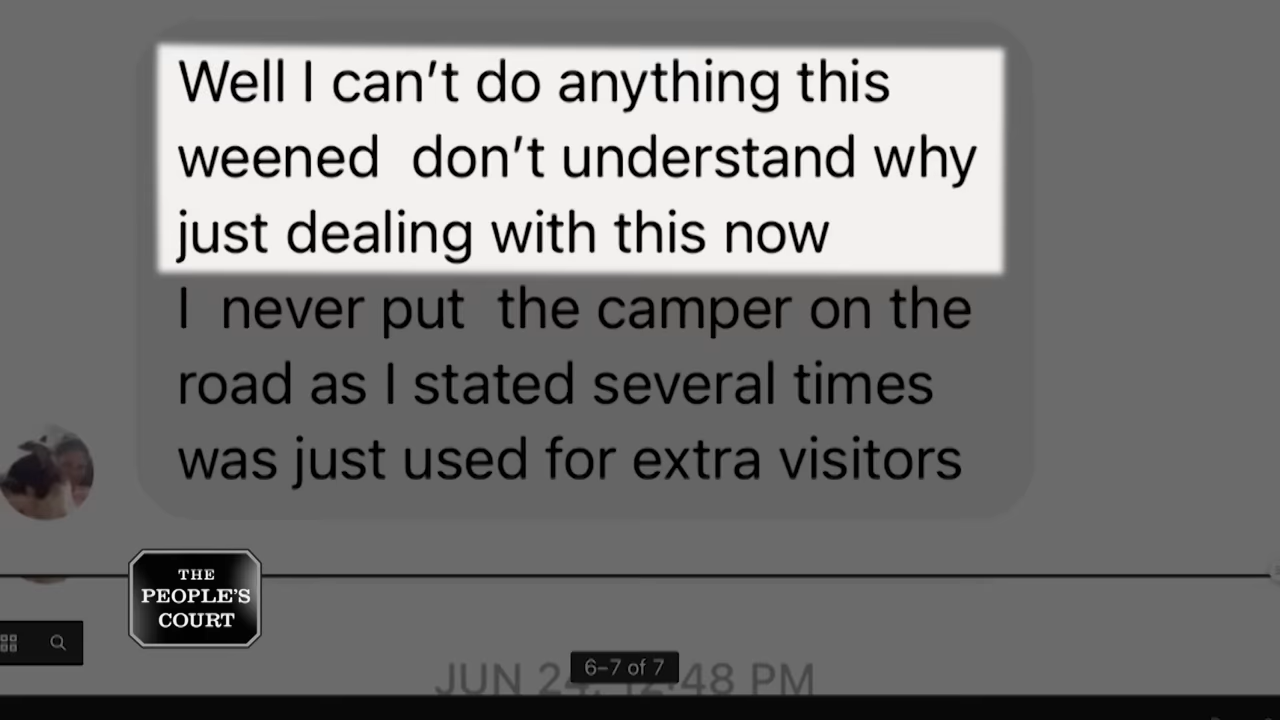 Well I can’t do anything this
weened  don’t understand why
just dealing with this now
I  never put  the camper on the
road as I stated several times
was just used for extra visitors
THE
PEOPLE'S
COURT
6–7 of 7
JUN 24, 12:48 PM